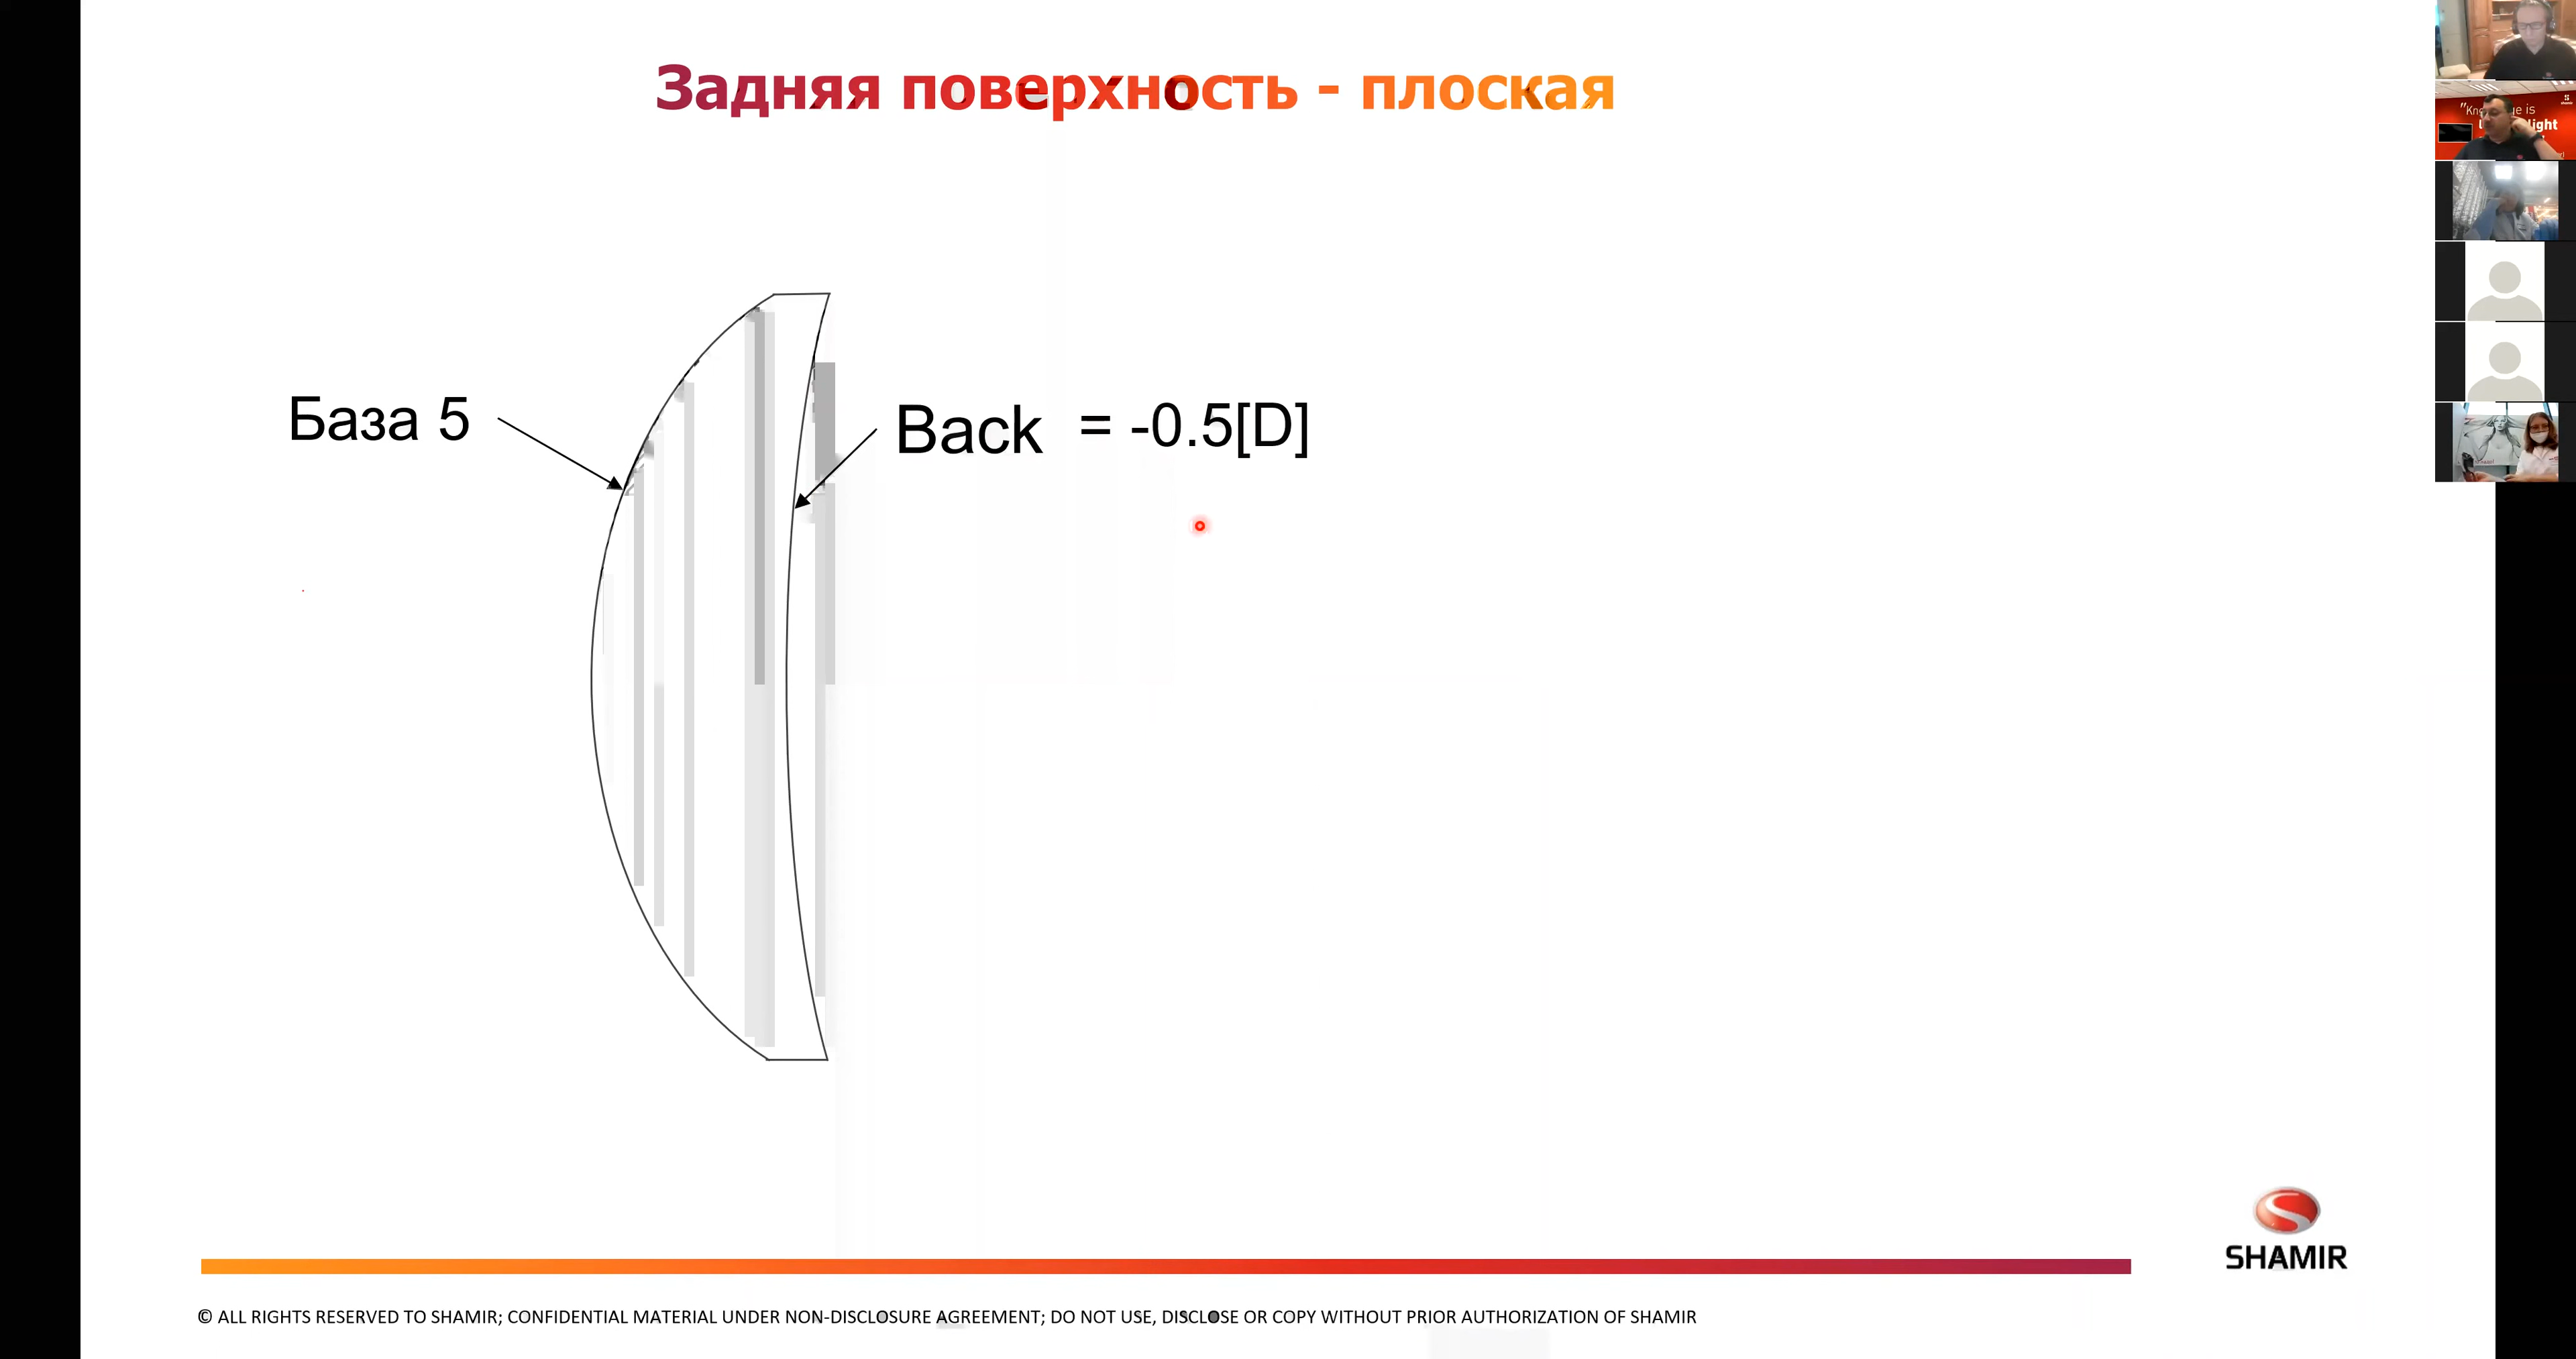 Задняя поверхность - плоская
База 5
Back = -0.5[D]
SHAMIR
© ALL RIGHTS RESERVED TO SHAMIR; CONFIDENTIAL MATERIAL UNDER NON-DISCLOSURE AGREEMENT; DO NOT USE, DISCLOSE OR COPY WITHOUT PRIOR AUTHORIZATION OF SHAMIR
is